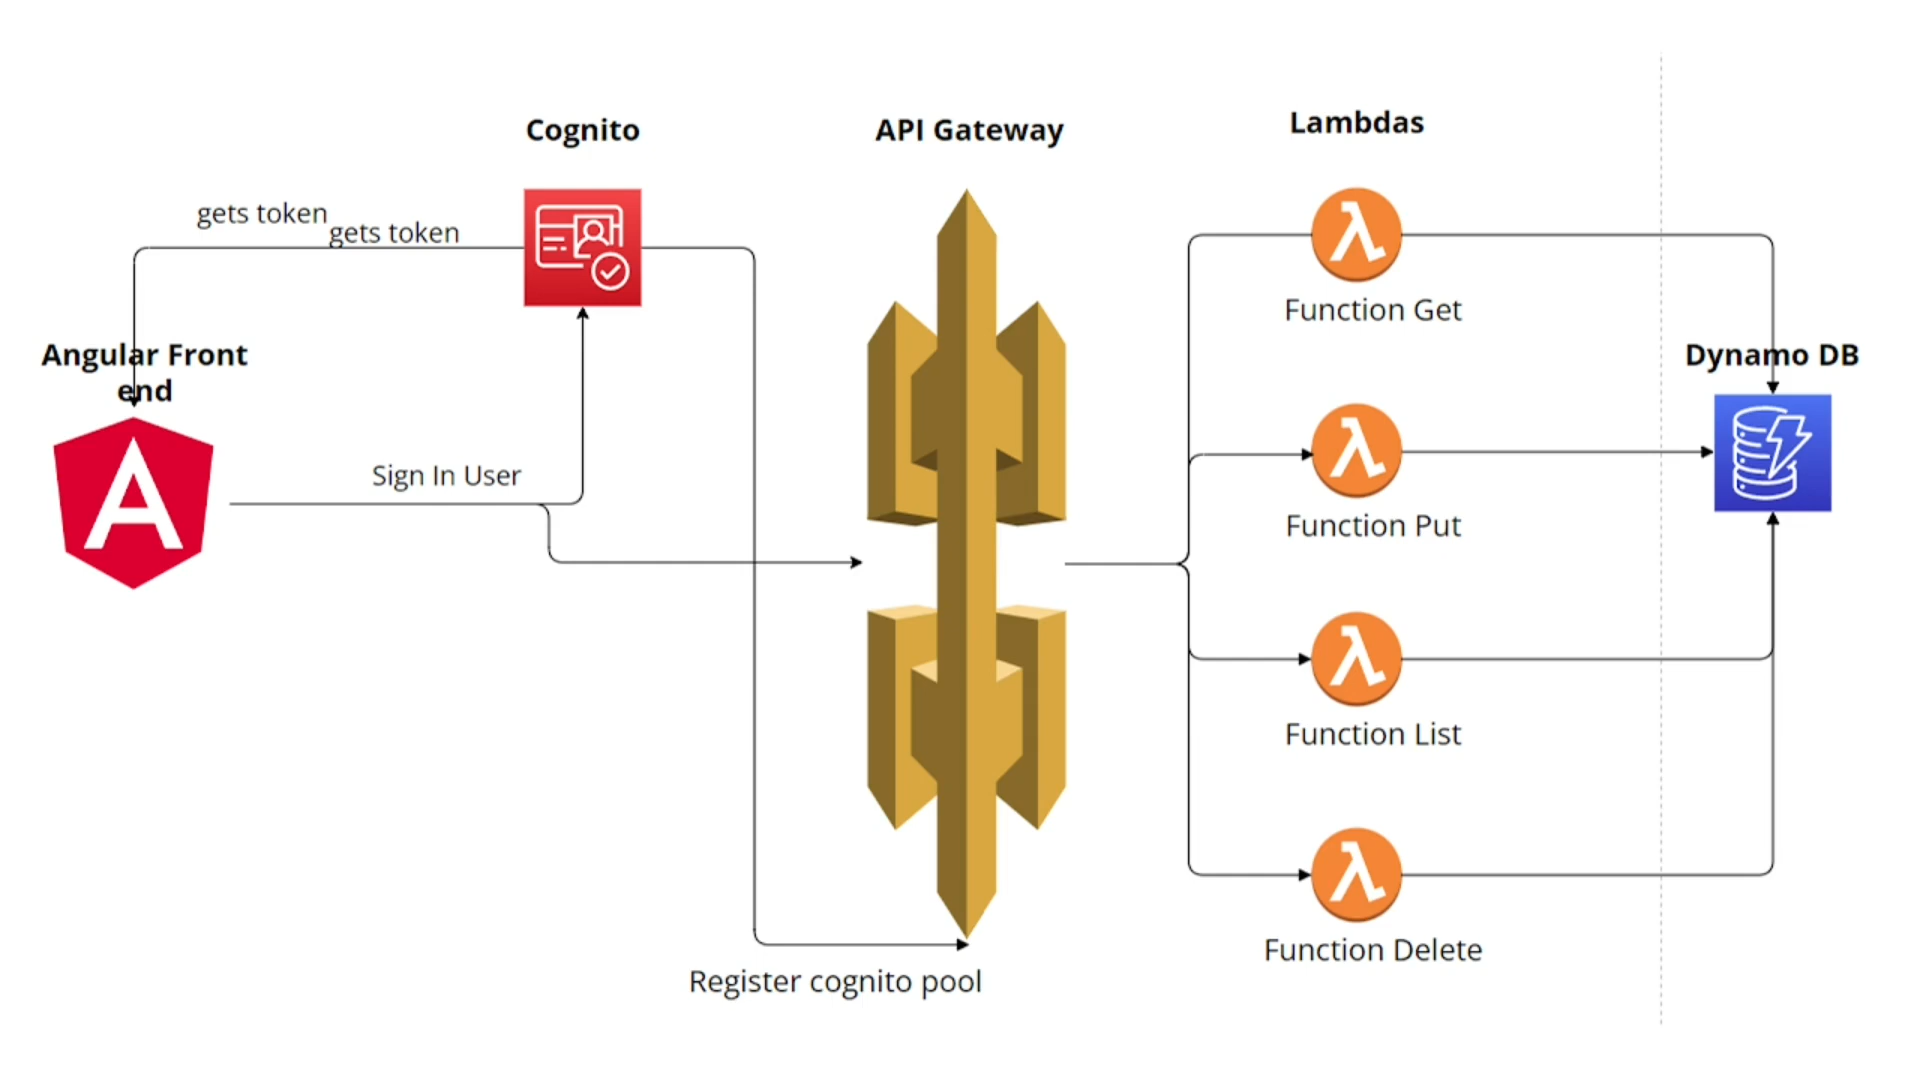 Cognito
API Gateway
Lambdas
gets token
gets token
Angular Front
end
Sign In User
Function Get
Dynamo DB
Function Put
Function List
Function Delete
Register cognito pool